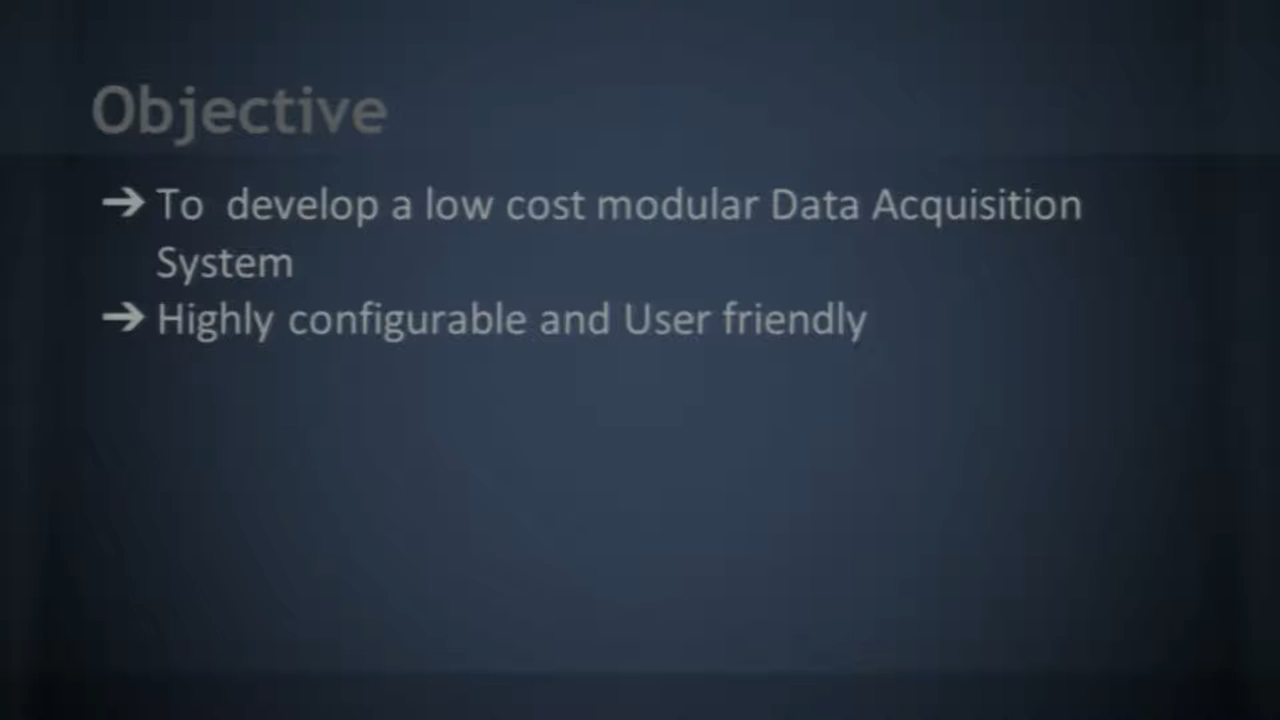 Objective
➔ To develop a low cost modular Data Acquisition
System
➔ Highly configurable and User friendly